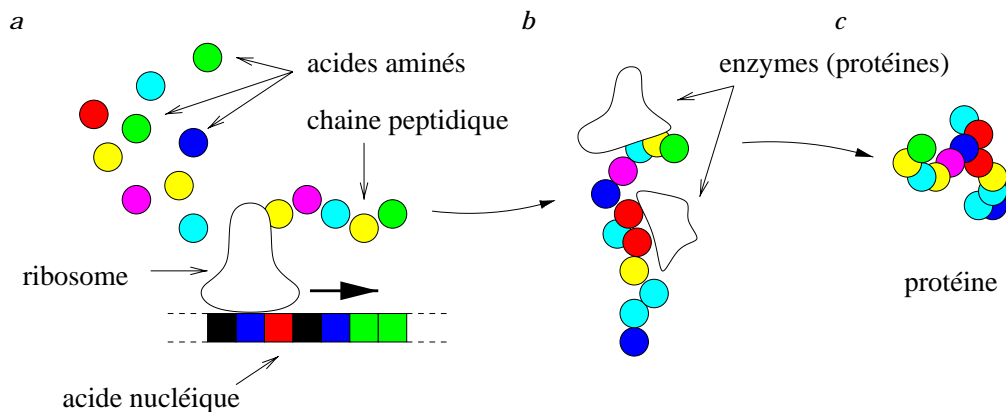 a
b
c
acides aminés
enzymes (protéines)
chaine peptidique
ribosome
protéine
acide nucléique